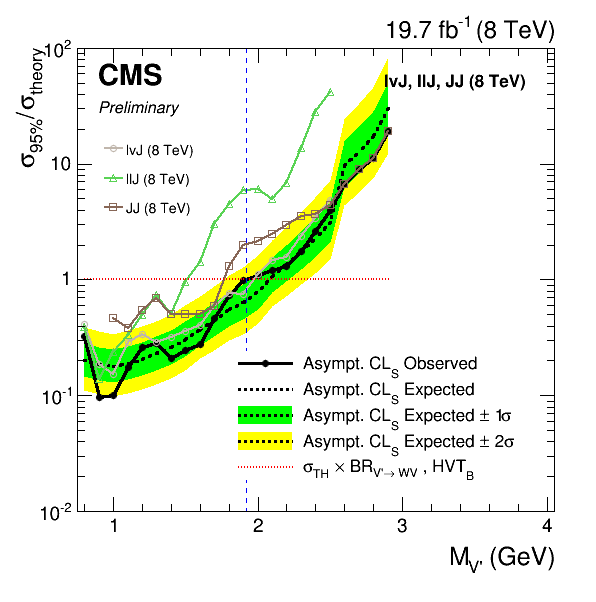 19.7 fb⁻¹ (8 TeV)
CMS
Preliminary
lvJ, llJ, JJ (8 TeV)
lvJ (8 TeV)
llJ (8 TeV)
JJ (8 TeV)
σ95%/σtheory
10²
10
1
10⁻¹
10⁻²
Asympt. CLS Observed
Asympt. CLS Expected
Asympt. CLS Expected ± 1σ
Asympt. CLS Expected ± 2σ
σTH × BRV'→ WV , HVTB
1 2 3 4
MV' (GeV)